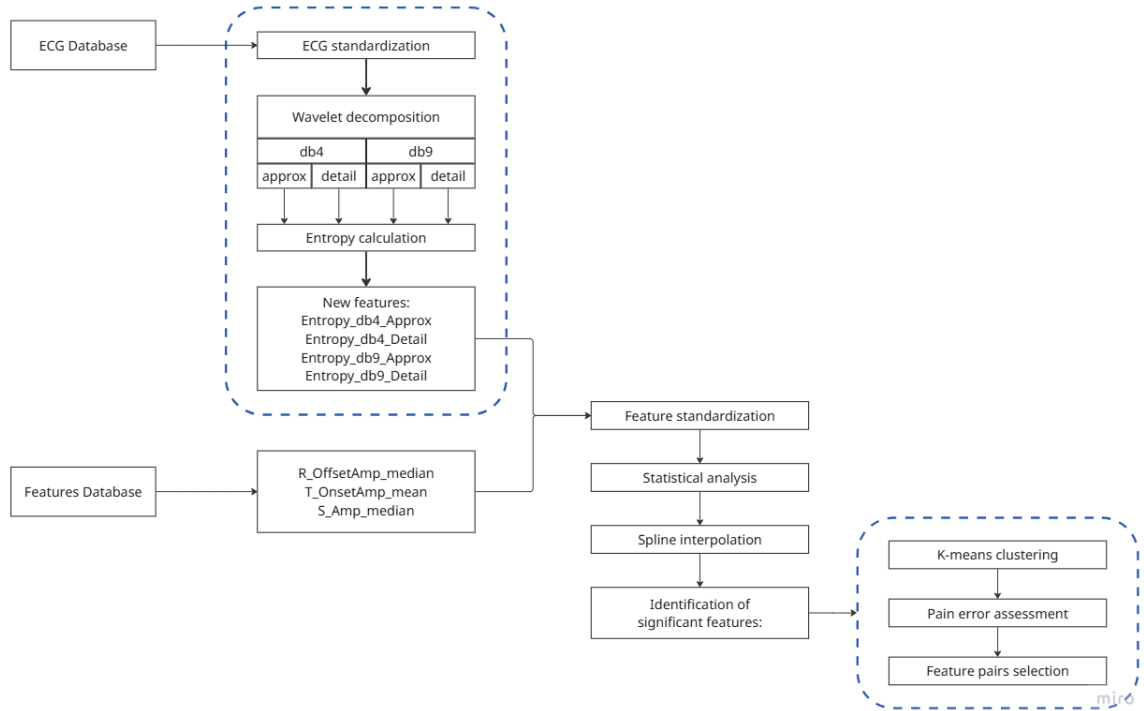 ECG Database
ECG standardization
Wavelet decomposition
db4 db9
approx detail approx detail
Entropy calculation
New features:
Entropy_db4_Approx
Entropy_db4_Detail
Entropy_db9_Approx
Entropy_db9_Detail
Features Database
R_OffsetAmp_median
T_OnsetAmp_mean
S_Amp_median
Feature standardization
Statistical analysis
Spline interpolation
Identification of
significant features:
K-means clustering
Pain error assessment
Feature pairs selection
miro